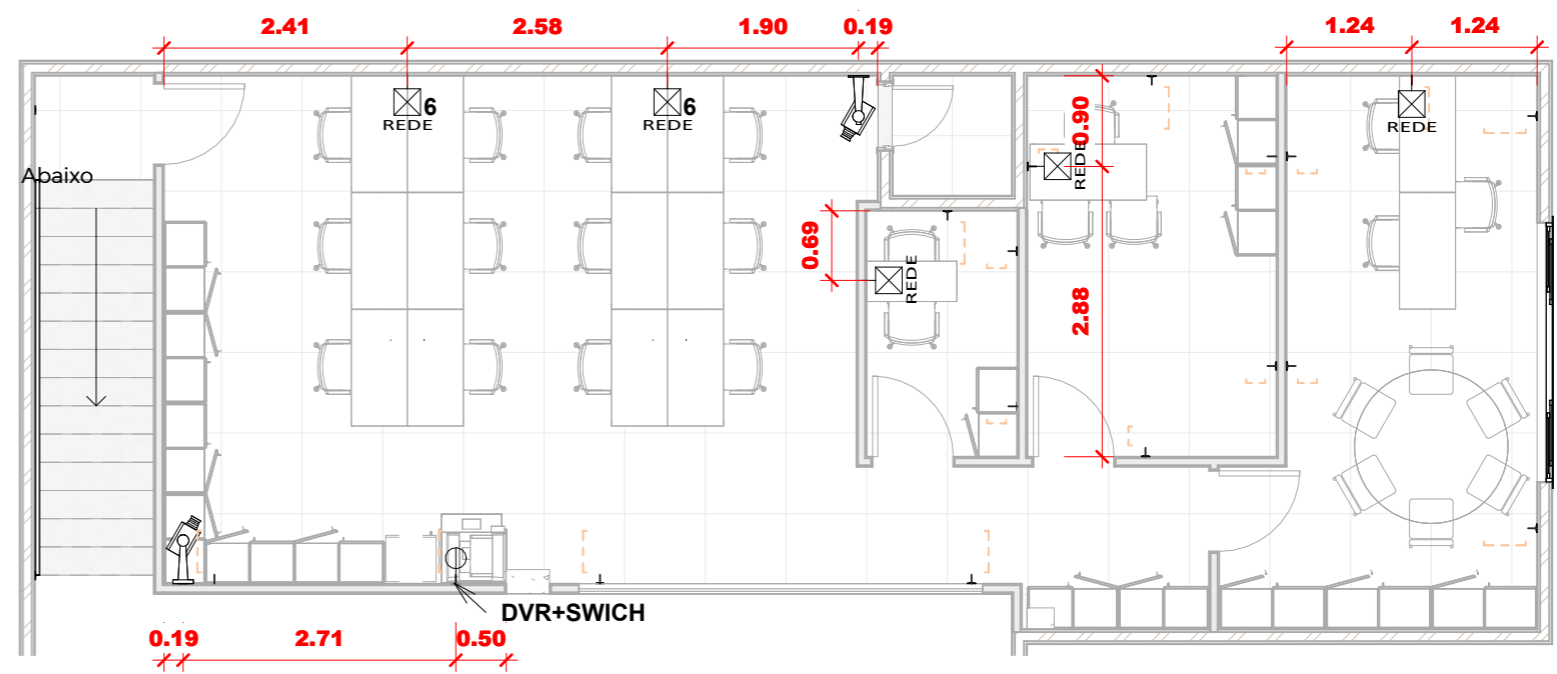 2.41
2.58
1.90
0.19
1.24
1.24
6
REDE
6
REDE
0.90
REDE
REDE
Abaixo
0.69
REDE
2.88
DVR+SWICH
0.19
2.71
0.50